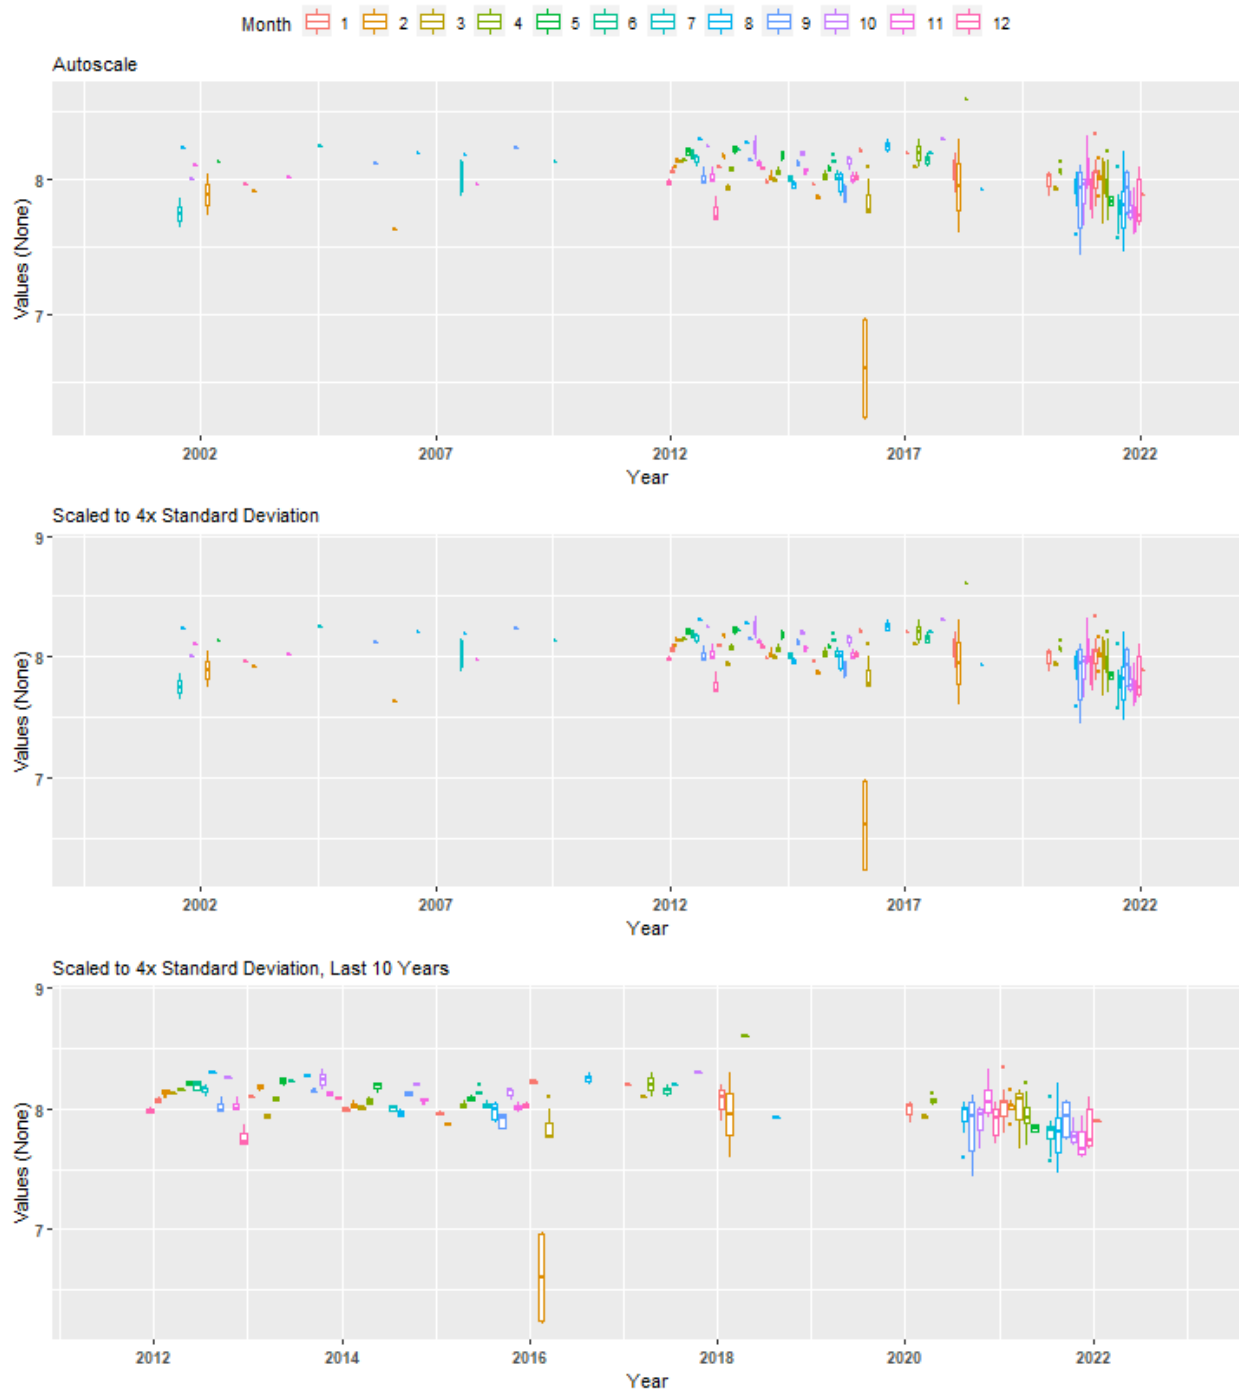 Month 1 2 3 4 5 6 7 8 9 10 11 12
Autoscale
8
7
Values (None)
2002 2007 2012 2017 2022
Year
Scaled to 4x Standard Deviation
9
8
7
Values (None)
2002 2007 2012 2017 2022
Year
Scaled to 4x Standard Deviation, Last 10 Years
9
8
7
Values (None)
2012 2014 2016 2018 2020 2022
Year